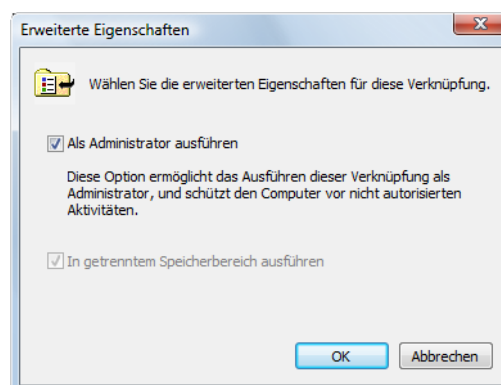 Erweiterte Eigenschaften
Wählen Sie die erweiterten Eigenschaften für diese Verknüpfung.
Als Administrator ausführen
Diese Option ermöglicht das Ausführen dieser Verknüpfung als
Administrator, und schützt den Computer vor nicht autorisierten
Aktivitäten.
In getrenntem Speicherbereich ausführen
OK
Abbrechen